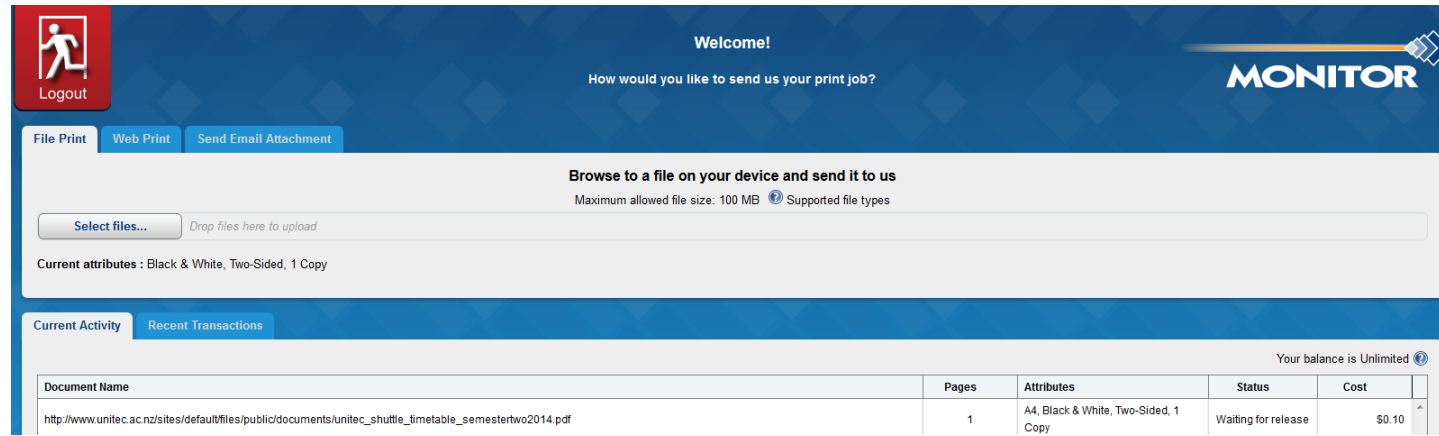 Welcome!
How would you like to send us your print job?
Logout
MONITOR
File Print Web Print Send Email Attachment
Browse to a file on your device and send it to us
Maximum allowed file size: 100 MB ? Supported file types
Select files... Drop files here to upload
Current attributes : Black & White, Two-Sided, 1 Copy
Current Activity Recent Transactions
Your balance is Unlimited ?
Document Name Pages Attributes Status Cost
http://www.unitec.ac.nz/sites/default/files/public/documents/unitec_shuttle_timetable_semestertwo2014.pdf 1 A4, Black & White, Two-Sided, 1 Waiting for release $0.10
Copy